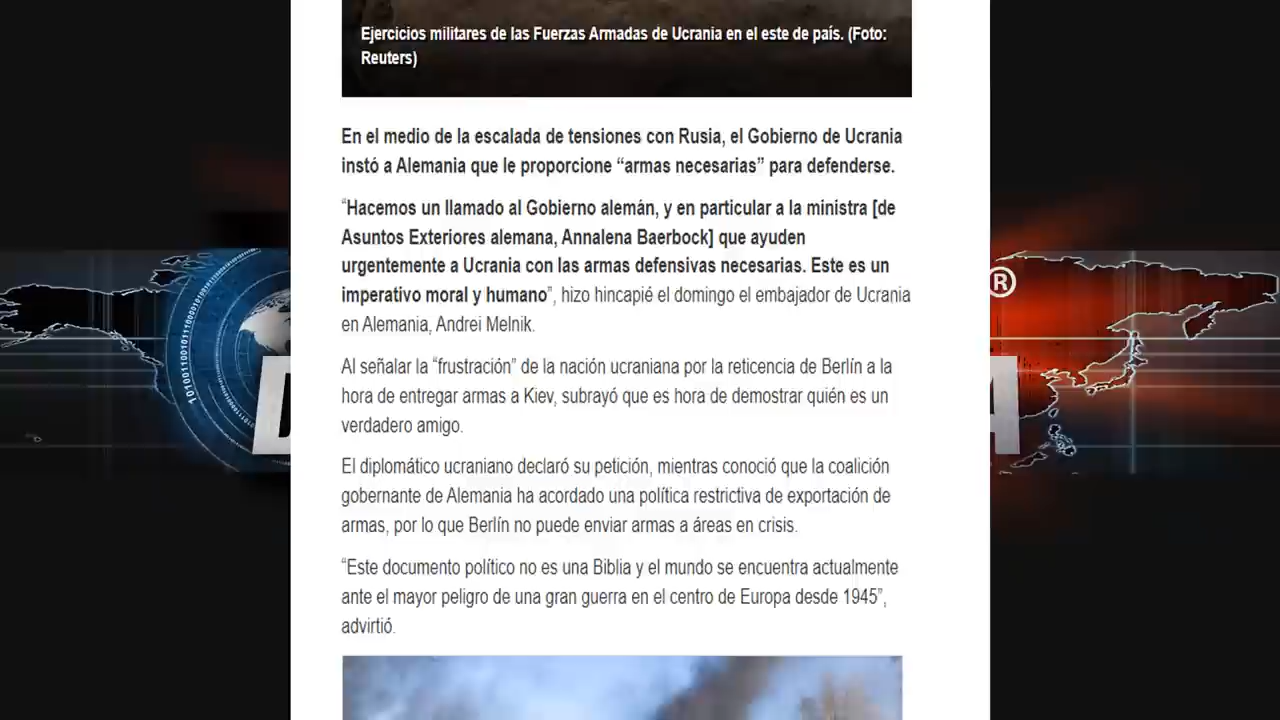 Ejercicios militares de las Fuerzas Armadas de Ucrania en el este de país. (Foto:
Reuters)
En el medio de la escalada de tensiones con Rusia, el Gobierno de Ucrania
instó a Alemania que le proporcione “armas necesarias” para defenderse.
“Hacemos un llamado al Gobierno alemán, y en particular a la ministra [de
Asuntos Exteriores alemana, Annalena Baerbock] que ayuden
urgentemente a Ucrania con las armas defensivas necesarias. Este es un
imperativo moral y humano”, hizo hincapié el domingo el embajador de Ucrania
en Alemania, Andrei Melnik.
Al señalar la “frustración” de la nación ucraniana por la reticencia de Berlín a la
hora de entregar armas a Kiev, subrayó que es hora de demostrar quién es un
verdadero amigo.
El diplomático ucraniano declaró su petición, mientras conoció que la coalición
gobernante de Alemania ha acordado una política restrictiva de exportación de
armas, por lo que Berlín no puede enviar armas a áreas en crisis.
“Este documento político no es una Biblia y el mundo se encuentra actualmente
ante el mayor peligro de una gran guerra en el centro de Europa desde 1945”,
advirtió.
D
A
®